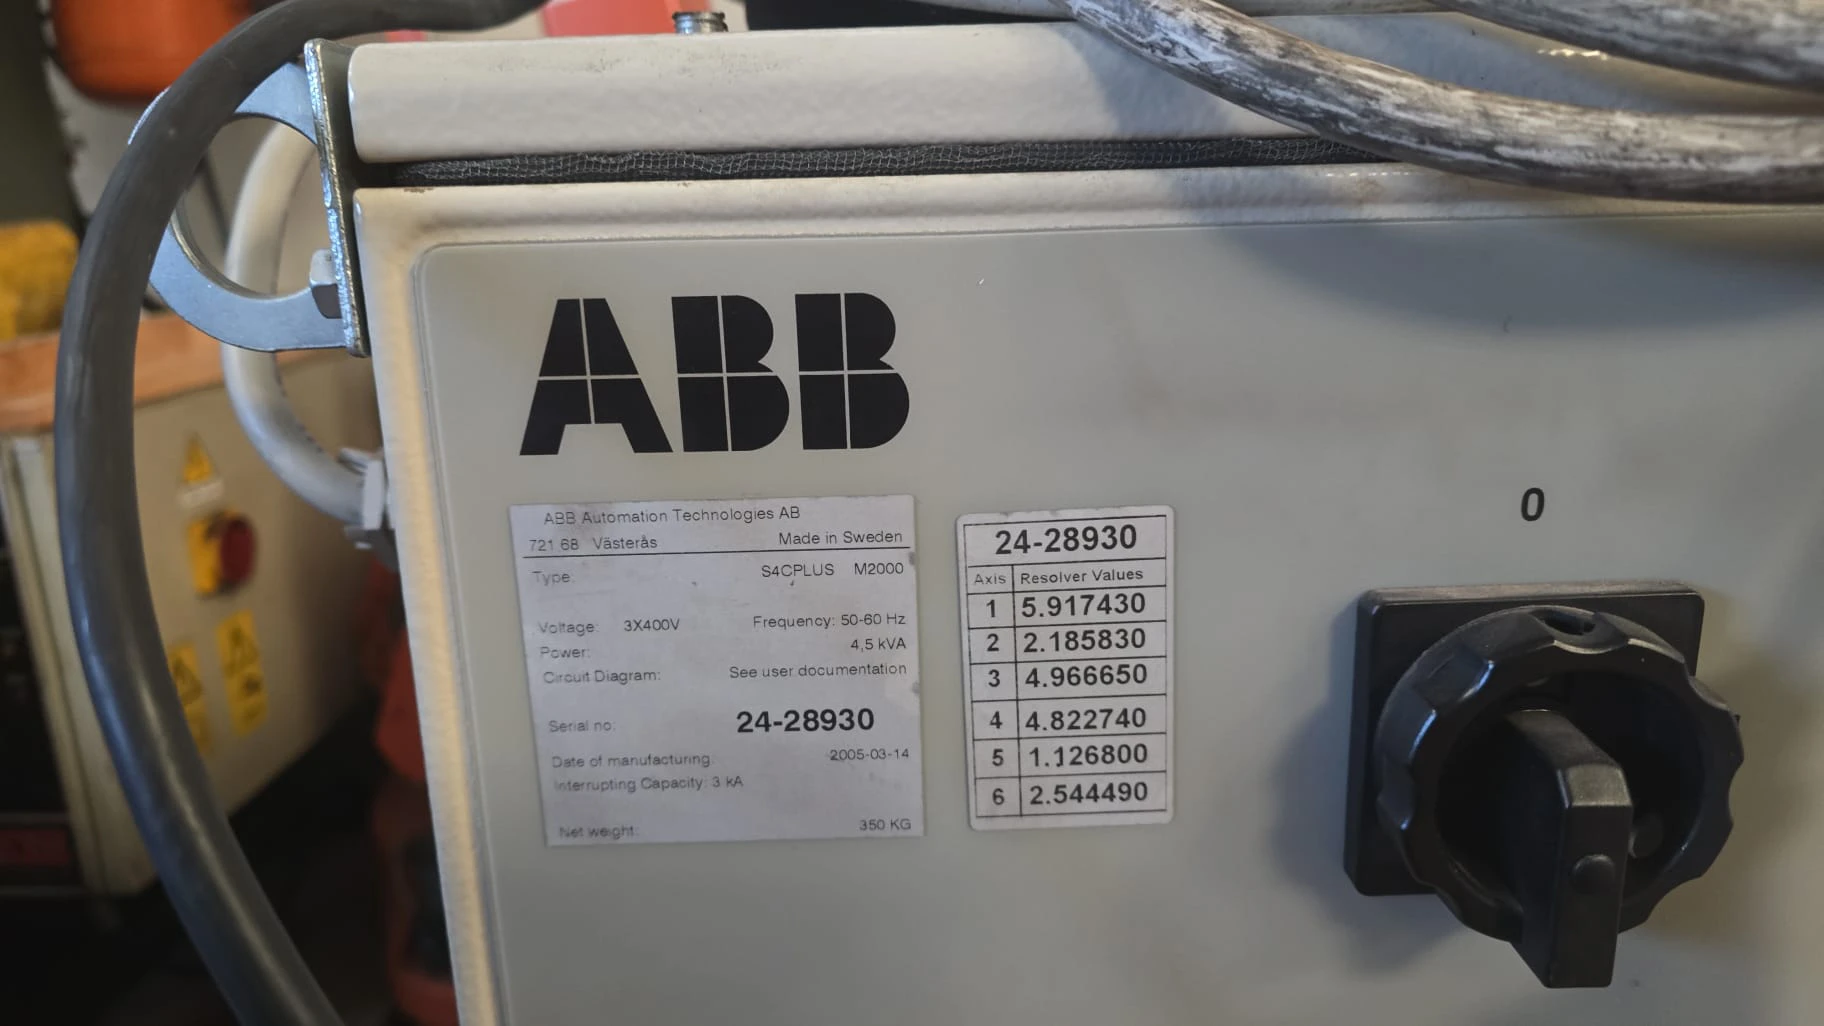 ABB
ABB Automation Technologies AB
721 68 Västerås Made in Sweden
Type: S4CPLUS M2000
Voltage: 3X400V Frequency: 50-60 Hz
Power: 4,5 kVA
Circuit Diagram: See user documentation
Serial no: 24-28930
Date of manufacturing: 2005-03-14
Interrupting Capacity: 3 kA
Net weight: 350 KG
24-28930
Axis Resolver Values
1 5.917430
2 2.185830
3 4.966650
4 4.822740
5 1.126800
6 2.544490
0